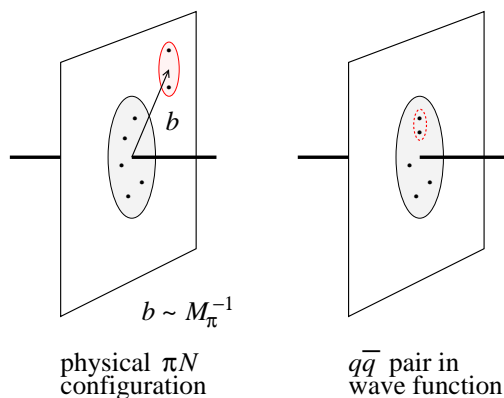 b
b ~ M_π^{-1}
physical πN
configuration
qq̅ pair in
wave function